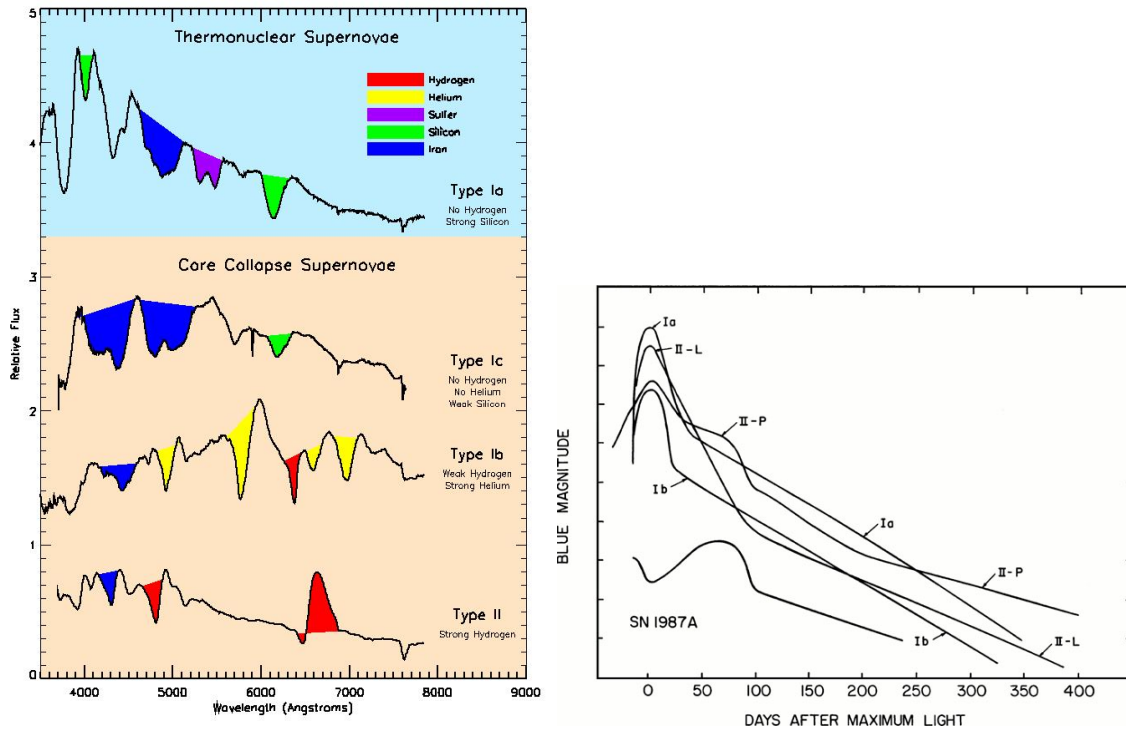 5
4
3
2
1
0
Relative Flux
Thermonuclear Supernovae
Hydrogen
Helium
Sulfer
Silicon
Iron
Type Ia
No Hydrogen
Strong Silicon
Core Collapse Supernovae
Type Ic
No Hydrogen
No Helium
Weak Silicon
Type Ib
Weak Hydrogen
Strong Helium
Type II
Strong Hydrogen
4000 5000 6000 7000 8000 9000
Wavelength (Angstroms)
BLUE MAGNITUDE
Ia
II-L
II-P
Ib
Ia
II-P
SN 1987A
Ib
II-L
0 50 100 150 200 250 300 350 400
DAYS AFTER MAXIMUM LIGHT